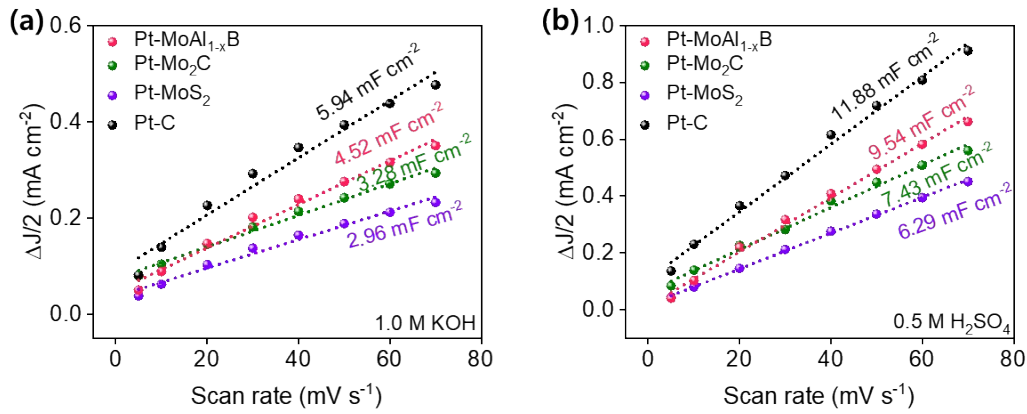 (a)
0.6
0.4
0.2
0.0
ΔJ/2 (mA cm⁻²)
Pt-MoAl₁₋ₓB
Pt-Mo₂C
Pt-MoS₂
Pt-C
5.94 mF cm⁻²
4.52 mF cm⁻²
3.28 mF cm⁻²
2.96 mF cm⁻²
1.0 M KOH
0 20 40 60 80
Scan rate (mV s⁻¹)
(b)
1.0
0.8
0.6
0.4
0.2
0.0
ΔJ/2 (mA cm⁻²)
Pt-MoAl₁₋ₓB
Pt-Mo₂C
Pt-MoS₂
Pt-C
11.88 mF cm⁻²
9.54 mF cm⁻²
7.43 mF cm⁻²
6.29 mF cm⁻²
0.5 M H₂SO₄
0 20 40 60 80
Scan rate (mV s⁻¹)